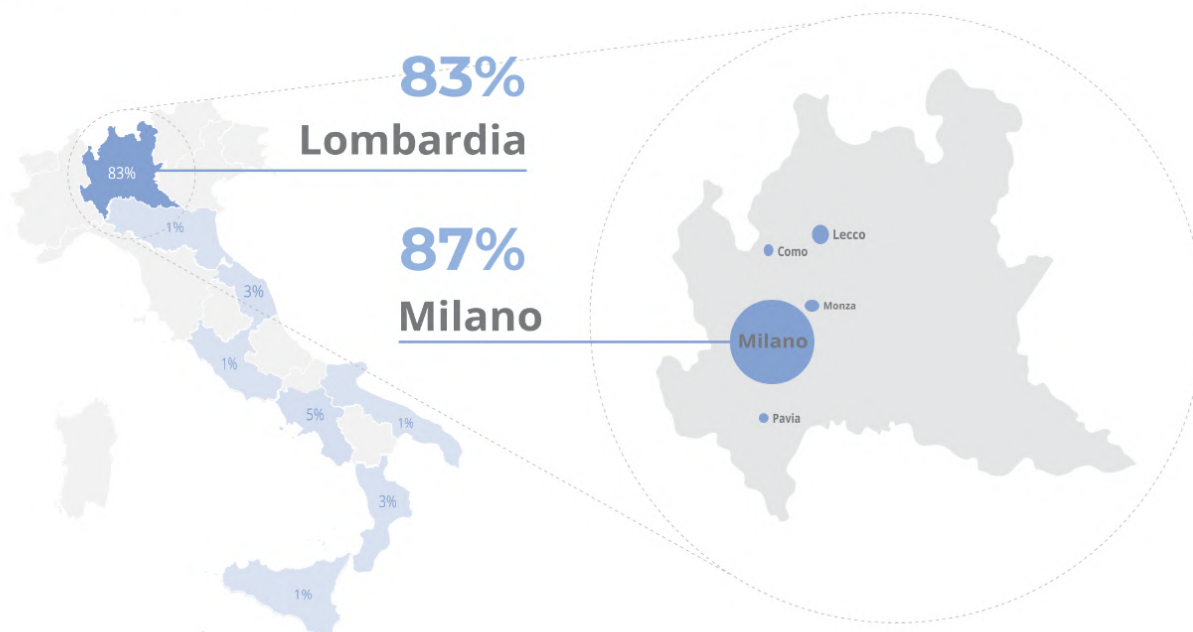 83%
Lombardia
87%
Milano
83%
1%
3%
1%
5%
1%
3%
1%
Como
Lecco
Monza
Milano
Pavia